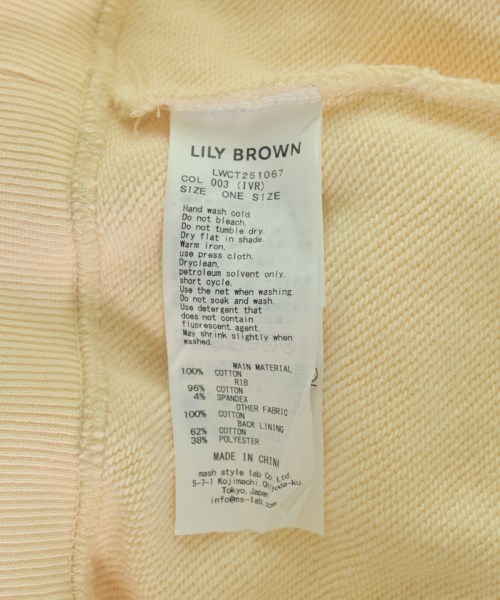 LILY BROWN
LWCT251067
COL 003 (IVR)
SIZE ONE SIZE
Hand wash cold.
Do not bleach.
Do not tumble dry.
Dry flat in shade.
Warm iron.
use press cloth.
Dryclean,
petroleum solvent only.
short cycle.
Use the net when washing.
Do not soak and wash.
Use detergent that
does not contain
fluorescent agent.
May shrink slightly when
washed.
MAIN MATERIAL
100% COTTON
RIB
96% COTTON
4% SPANDEX
OTHER FABRIC
100% COTTON
BACK LINING
62% COTTON
38% POLYESTER
MADE IN CHINA
mash style lab Co., Ltd.
5-7-1 Kojimachi, Chiyoda-ku
Tokyo, Japan
info@ms-lab.com